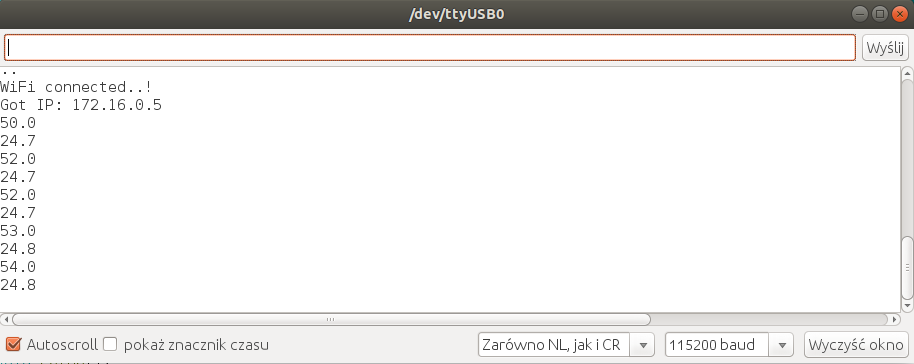 /dev/ttyUSB0
Wyślij
..
WiFi connected..!
Got IP: 172.16.0.5
50.0
24.7
52.0
24.7
52.0
24.7
53.0
24.8
54.0
24.8
Autoscroll pokaż znacznik czasu Zarówno NL, jak i CR 115200 baud Wyczyść okno